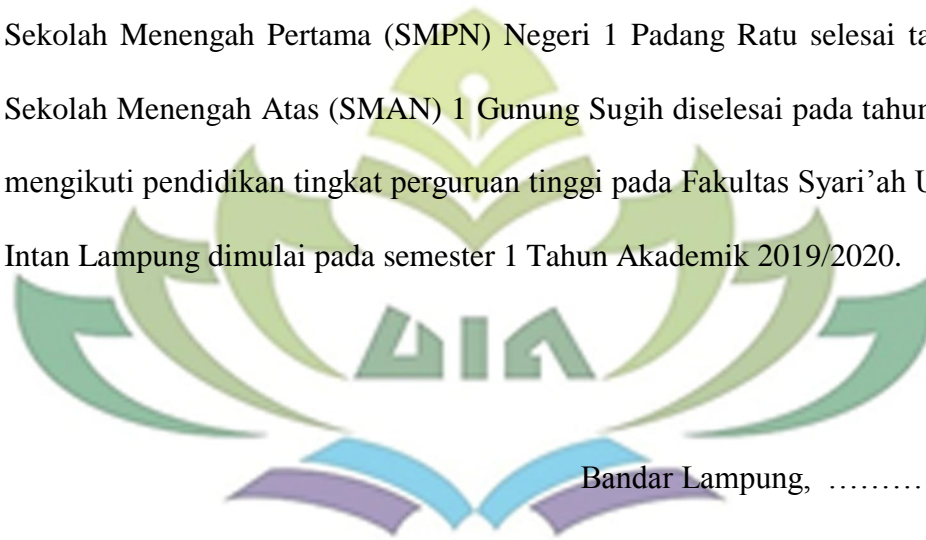 Sekolah Menengah Pertama (SMPN) Negeri 1 Padang Ratu selesai
Sekolah Menengah Atas (SMAN) 1 Gunung Sugih diselesai pada tahun
mengikuti pendidikan tingkat perguruan tinggi pada Fakultas Syari’ah
Intan Lampung dimulai pada semester 1 Tahun Akademik 2019/2020.
UIN
Bandar Lampung, ………